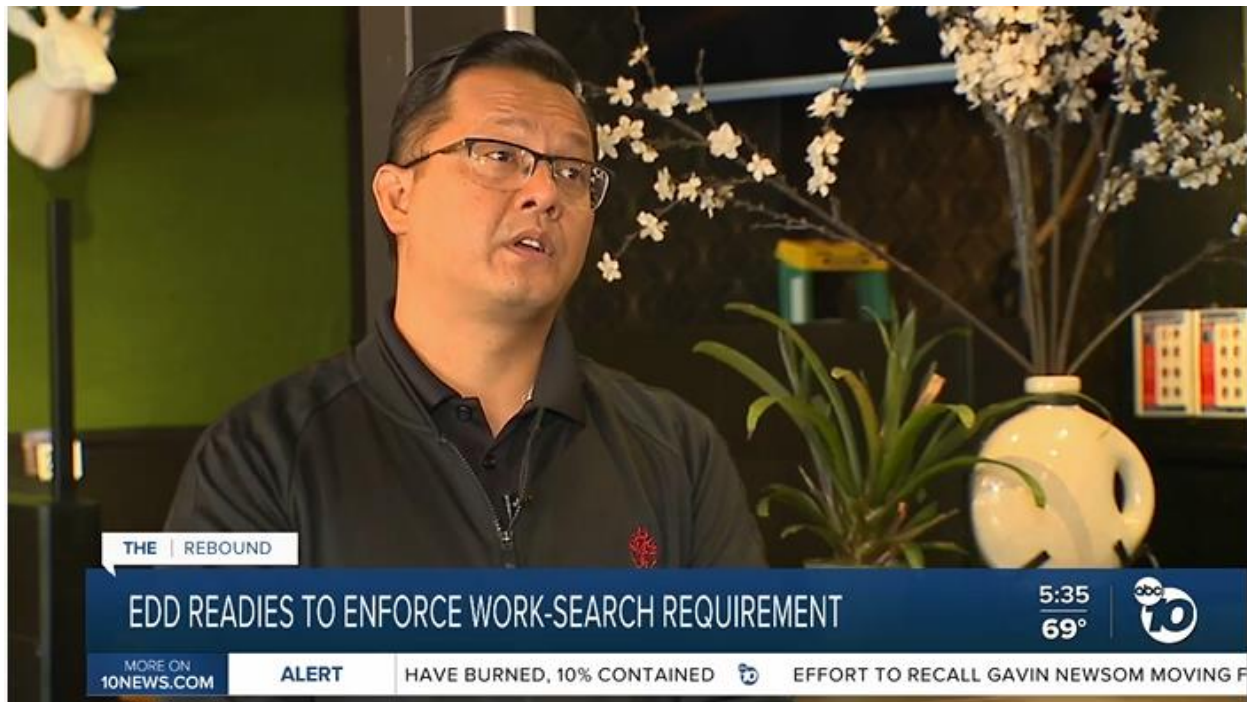 THE | REBOUND
EDD READIES TO ENFORCE WORK-SEARCH REQUIREMENT
5:35
69°
abc
10
MORE ON
10NEWS.COM
ALERT
HAVE BURNED, 10% CONTAINED
10
EFFORT TO RECALL GAVIN NEWSOM MOVING F